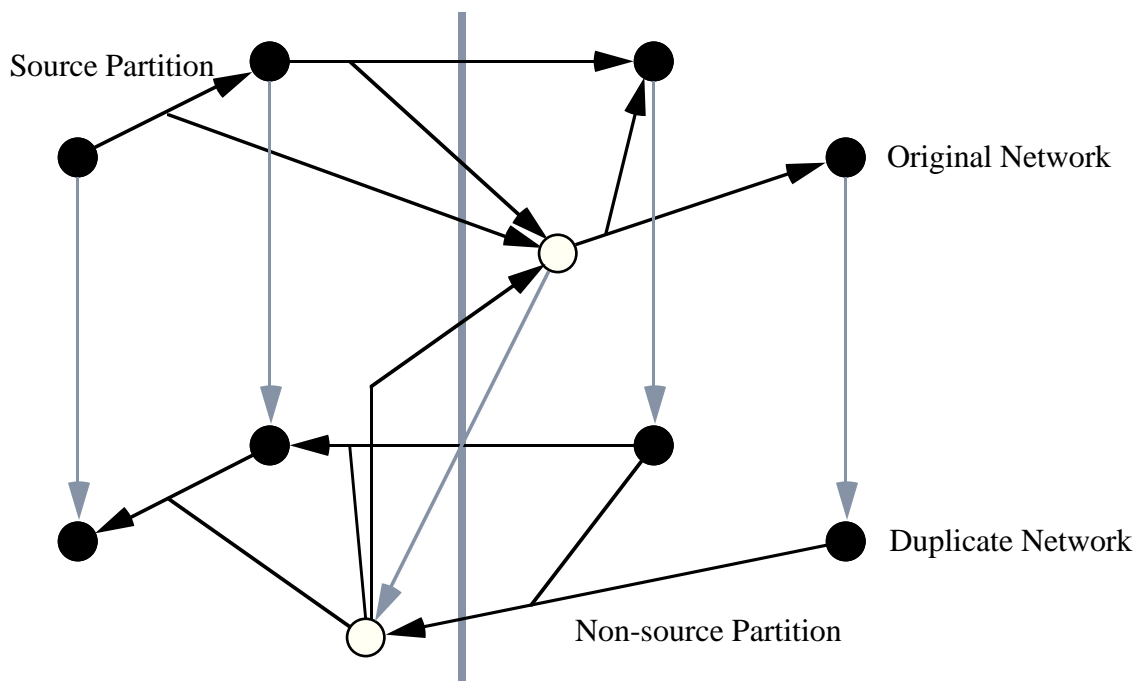 Source Partition
Original Network
Duplicate Network
Non-source Partition